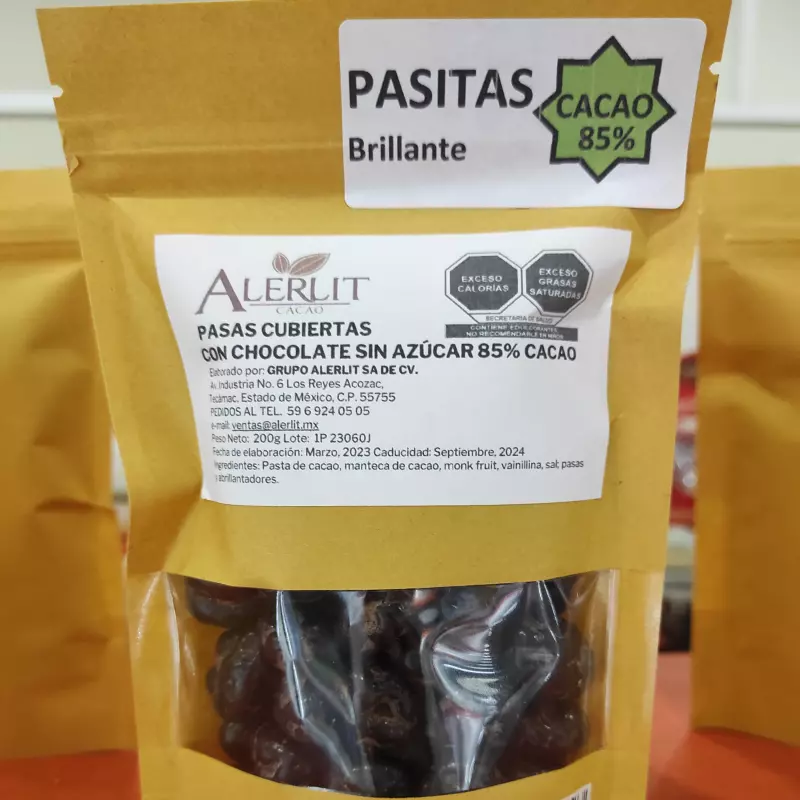 PASITAS
Brillante
CACAO
85%
ALERLIT
CACAO
EXCESO
CALORÍAS
EXCESO
GRASAS
SATURADAS
SECRETARÍA DE SALUD
CONTIENE EDULCORANTES,
NO RECOMENDABLE EN NIÑOS
PASAS CUBIERTAS
CON CHOCOLATE SIN AZÚCAR 85% CACAO
Elaborado por: GRUPO ALERLIT SA DE CV.
Av. Industria No. 6 Los Reyes Acozac,
Tecámac, Estado de México, C.P. 55755
PEDIDOS AL TEL. 59 6 924 05 05
e-mail: ventas@alerlit.mx
Peso Neto: 200g Lote: 1P 23060J
Fecha de elaboración: Marzo, 2023 Caducidad: Septiembre, 2024
Ingredientes: Pasta de cacao, manteca de cacao, monk fruit, vainillina, sal; pasas
y abrillantadores.